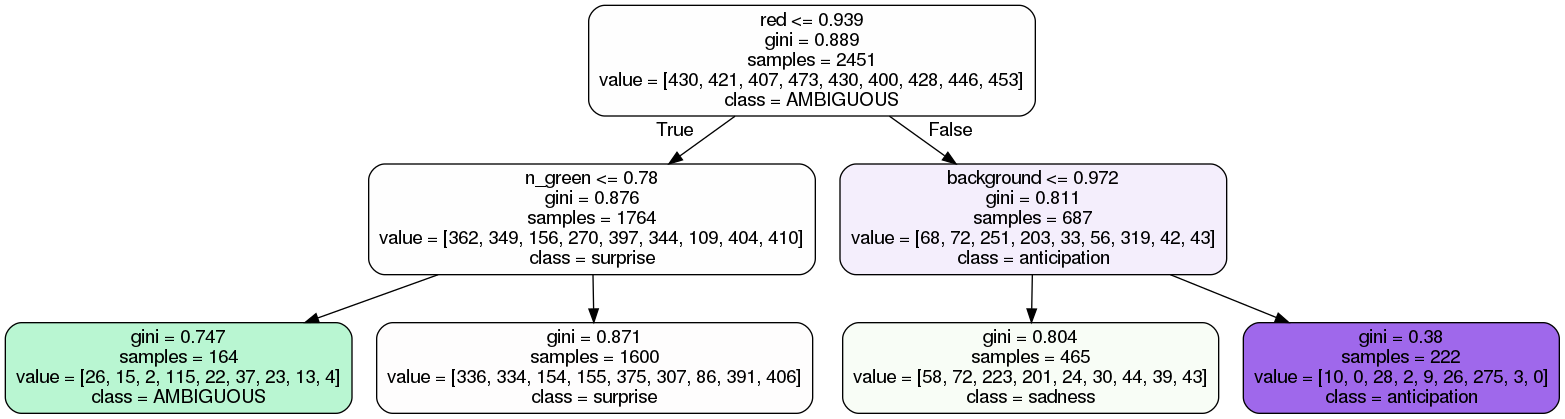 red <= 0.939
gini = 0.889
samples = 2451
value = [430, 421, 407, 473, 430, 400, 428, 446, 453]
class = AMBIGUOUS
True
False
n_green <= 0.78
gini = 0.876
samples = 1764
value = [362, 349, 156, 270, 397, 344, 109, 404, 410]
class = surprise
background <= 0.972
gini = 0.811
samples = 687
value = [68, 72, 251, 203, 33, 56, 319, 42, 43]
class = anticipation
gini = 0.747
samples = 164
value = [26, 15, 2, 115, 22, 37, 23, 13, 4]
class = AMBIGUOUS
gini = 0.871
samples = 1600
value = [336, 334, 154, 155, 375, 307, 86, 391, 406]
class = surprise
gini = 0.804
samples = 465
value = [58, 72, 223, 201, 24, 30, 44, 39, 43]
class = sadness
gini = 0.38
samples = 222
value = [10, 0, 28, 2, 9, 26, 275, 3, 0]
class = anticipation